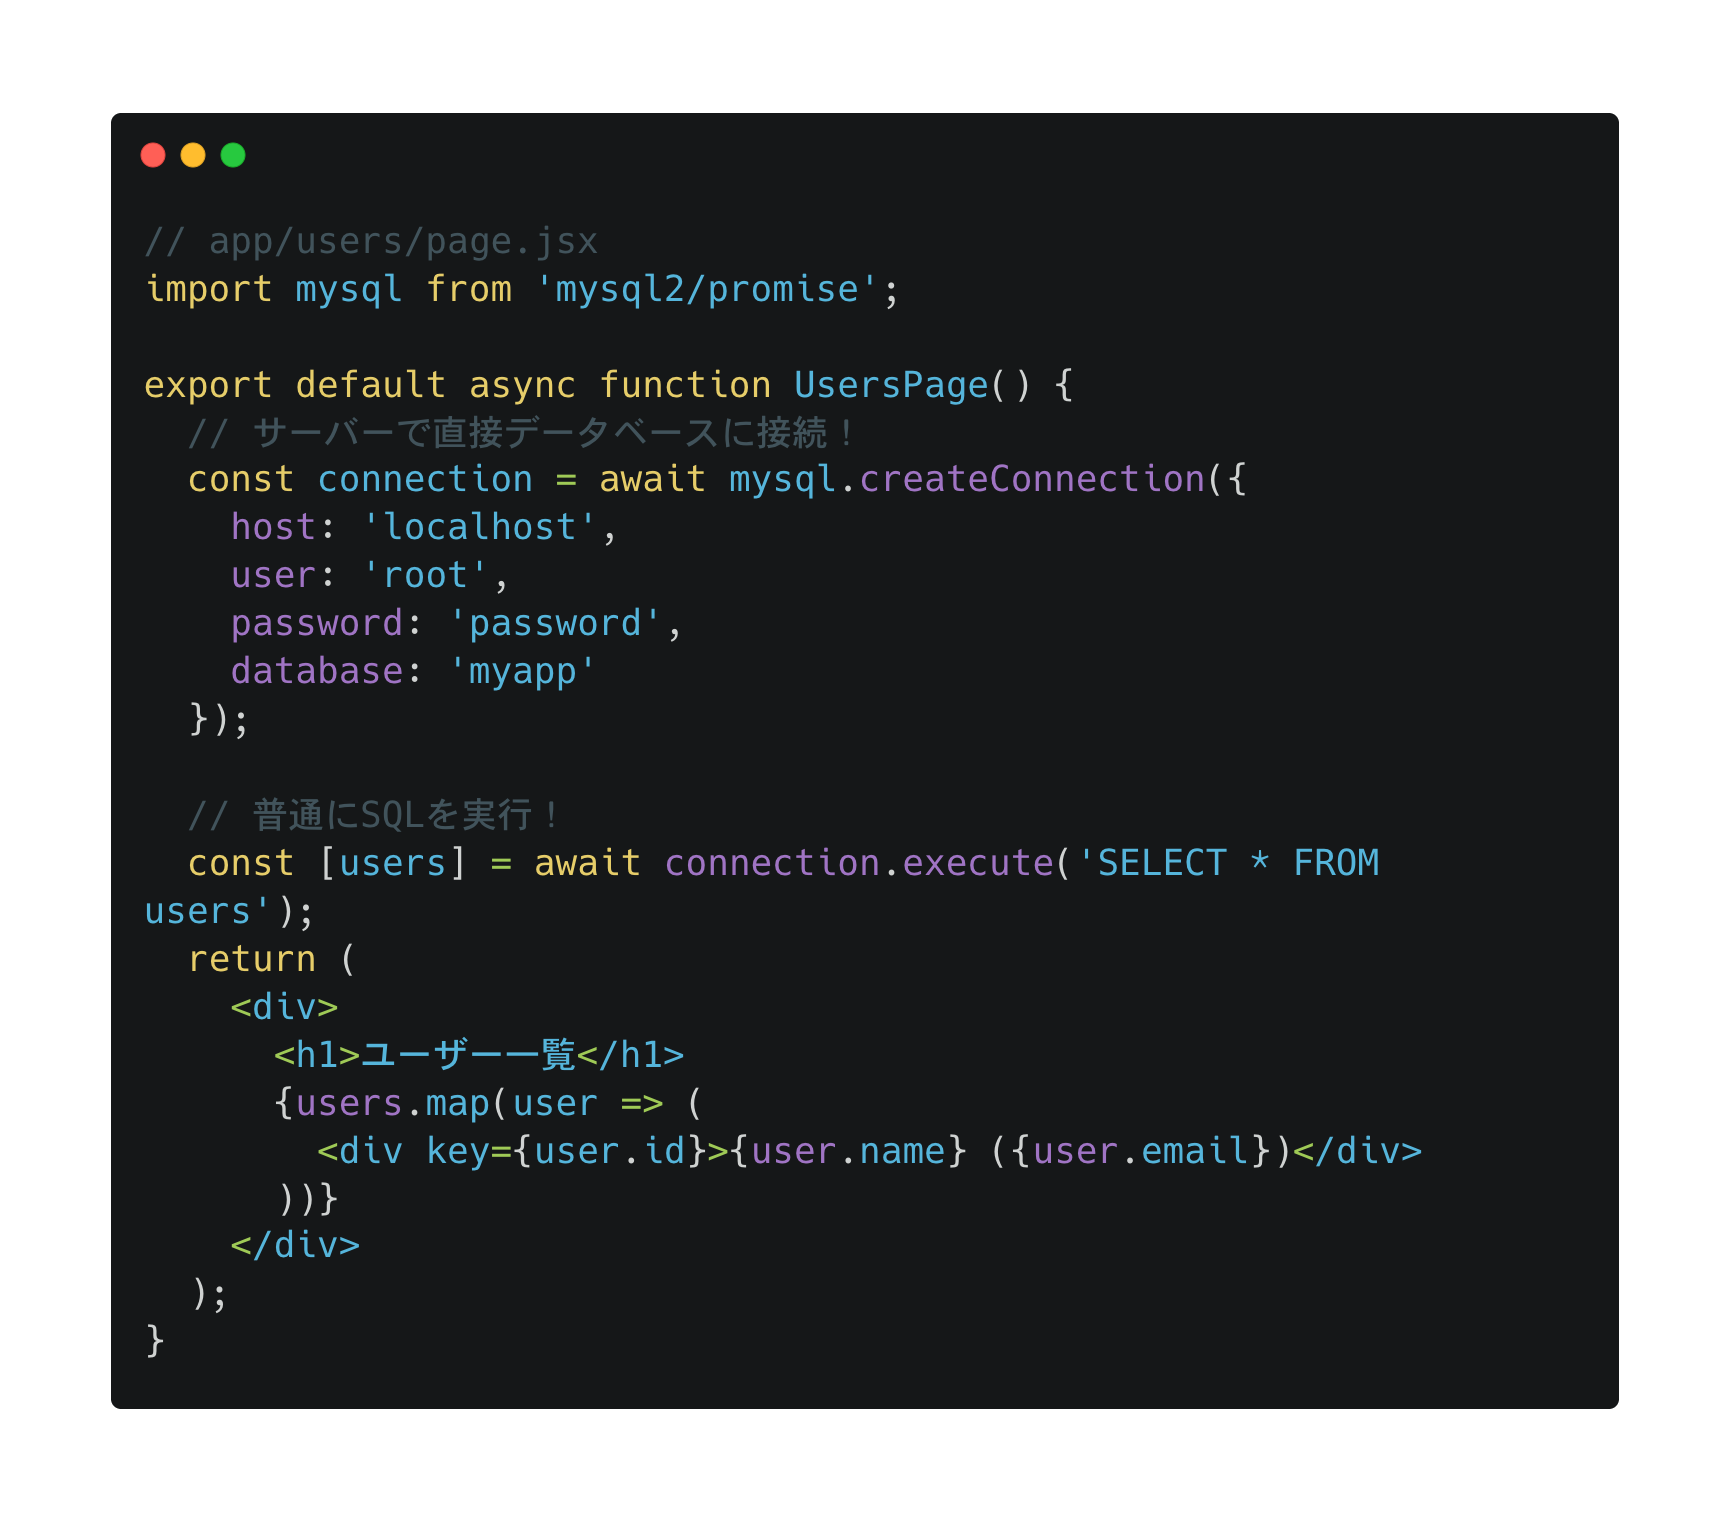 // app/users/page.jsx
import mysql from 'mysql2/promise';
export default async function UsersPage() {
  // サーバーで直接データベースに接続！
  const connection = await mysql.createConnection({
    host: 'localhost',
    user: 'root',
    password: 'password',
    database: 'myapp'
  });
  // 普通にSQLを実行！
  const [users] = await connection.execute('SELECT * FROM
users');
  return (
    <div>
      <h1>ユーザー一覧</h1>
      {users.map(user => (
        <div key={user.id}>{user.name} ({user.email})</div>
      ))}
    </div>
  );
}